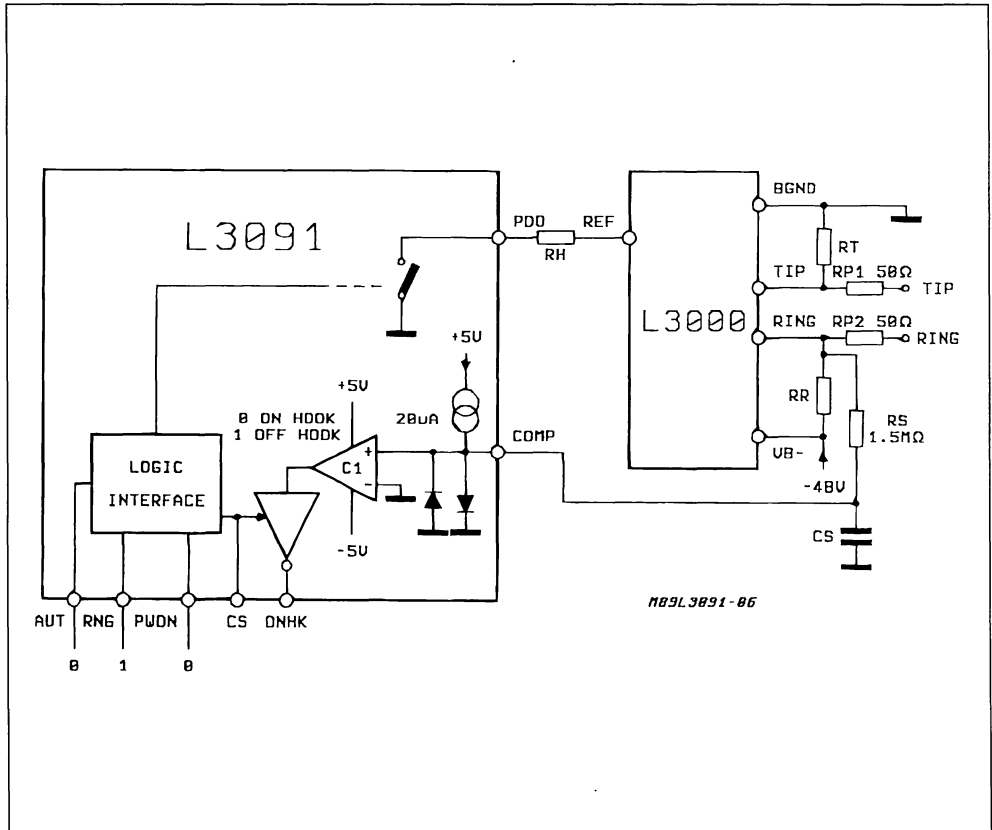 L3091
PDO
RH
REF
L3000
BGND
RT
TIP
RP1 50Ω
TIP
RING
RP2 50Ω
RING
RR
RS
1.5MΩ
VB-
-48V
CS
+5V
20uA
COMP
+5V
0 ON HOOK
1 OFF HOOK
+
C1
-
-5V
LOGIC
INTERFACE
AUT RNG PWDN CS ONHK
0 1 0
M89L3091-06